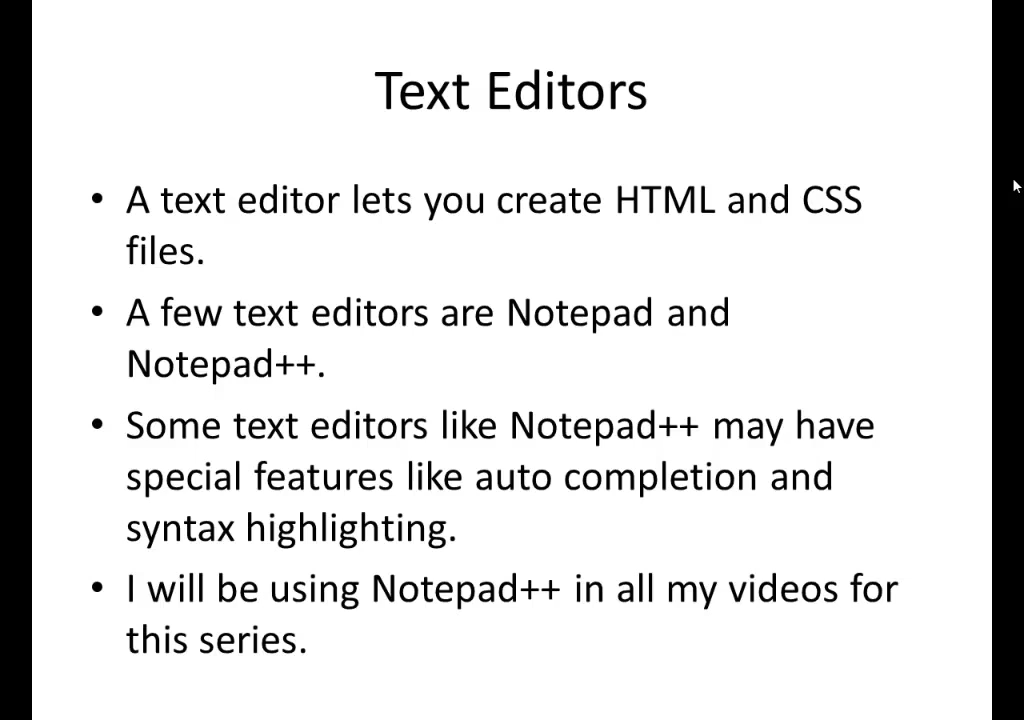 Text Editors
• A text editor lets you create HTML and CSS
files.
• A few text editors are Notepad and
Notepad++.
• Some text editors like Notepad++ may have
special features like auto completion and
syntax highlighting.
• I will be using Notepad++ in all my videos for
this series.